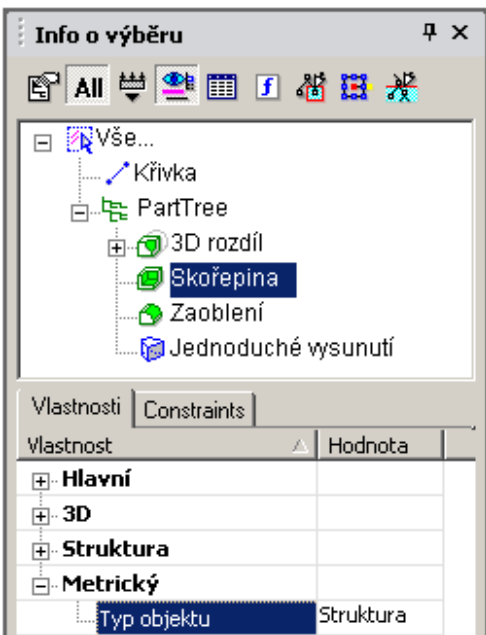 Info o výběru
All
f
Vše...
Křivka
PartTree
3D rozdíl
Skořepina
Zaoblení
Jednoduché vysunutí
Vlastnosti Constraints
Vlastnost Hodnota
Hlavní
3D
Struktura
Metrický
Typ objektu Struktura